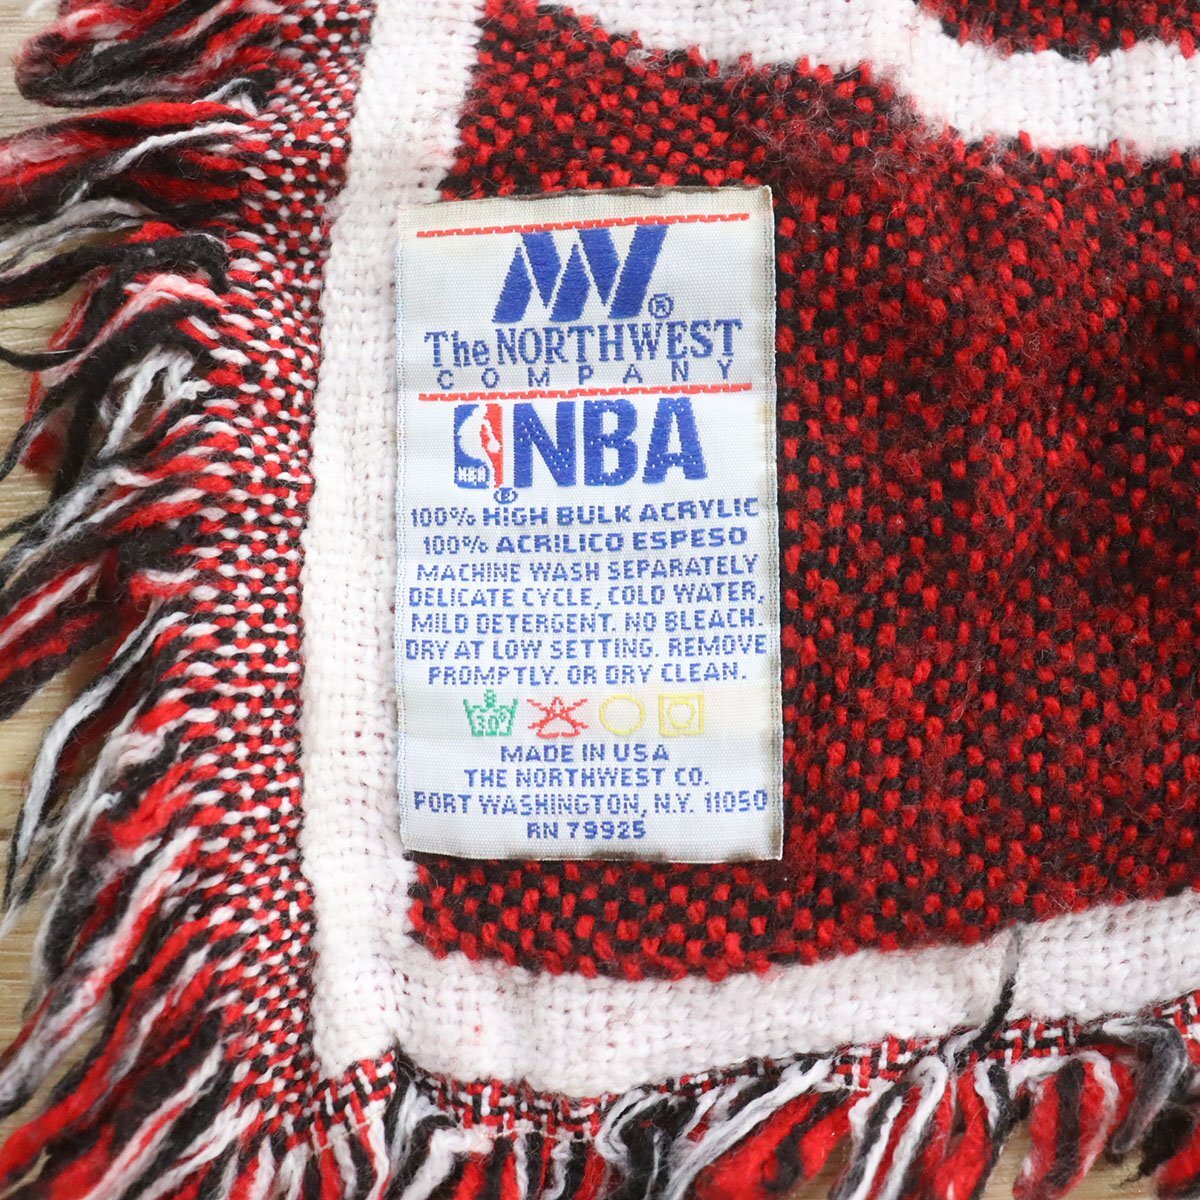 ®
The NORTHWEST
COMPANY
NBA NBA
®
100% HIGH BULK ACRYLIC
100% ACRILICO ESPESO
MACHINE WASH SEPARATELY
DELICATE CYCLE, COLD WATER,
MILD DETERGENT. NO BLEACH.
DRY AT LOW SETTING. REMOVE
PROMPTLY. OR DRY CLEAN.
30°
MADE IN USA
THE NORTHWEST CO.
PORT WASHINGTON, N.Y. 11050
RN 79925